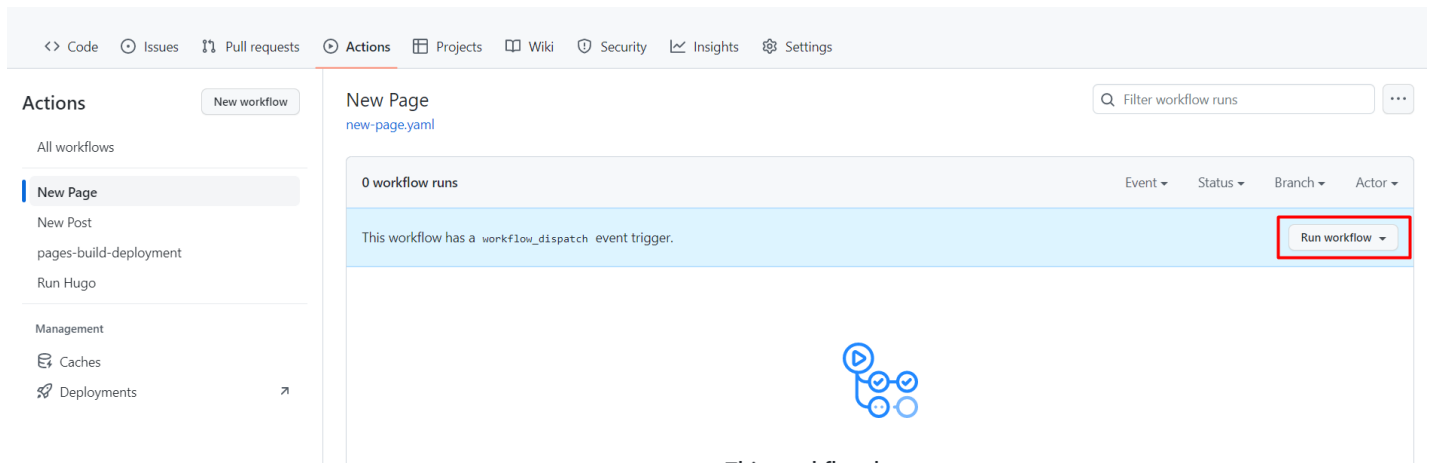 Code Issues Pull requests Actions Projects Wiki Security Insights Settings
Actions New workflow
All workflows
New Page
New Post
pages-build-deployment
Run Hugo
Management
Caches
Deployments
New Page
new-page.yaml
Filter workflow runs
0 workflow runs Event Status Branch Actor
This workflow has a workflow_dispatch event trigger. Run workflow